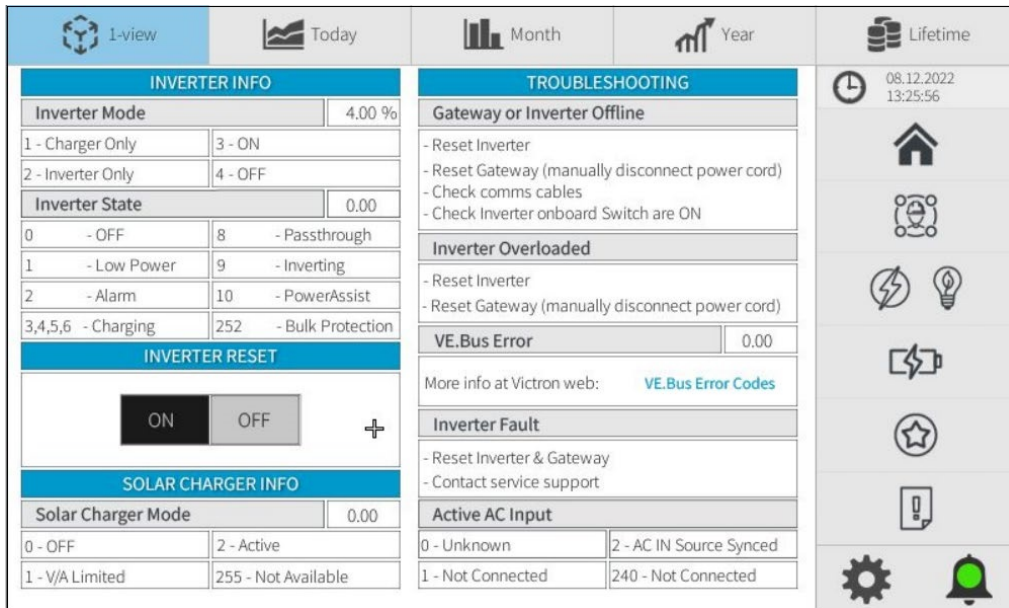 1-view
Today
Month
Year
Lifetime
08.12.2022
13:25:56
INVERTER INFO
Inverter Mode 4.00 %
1 - Charger Only 3 - ON
2 - Inverter Only 4 - OFF
Inverter State 0.00
0 - OFF 8 - Passthrough
1 - Low Power 9 - Inverting
2 - Alarm 10 - PowerAssist
3,4,5,6 - Charging 252 - Bulk Protection
INVERTER RESET
ON OFF
SOLAR CHARGER INFO
Solar Charger Mode 0.00
0 - OFF 2 - Active
1 - V/A Limited 255 - Not Available
TROUBLESHOOTING
Gateway or Inverter Offline
- Reset Inverter
- Reset Gateway (manually disconnect power cord)
- Check comms cables
- Check Inverter onboard Switch are ON
Inverter Overloaded
- Reset Inverter
- Reset Gateway (manually disconnect power cord)
VE.Bus Error 0.00
More info at Victron web: VE.Bus Error Codes
Inverter Fault
- Reset Inverter & Gateway
- Contact service support
Active AC Input
0 - Unknown 2 - AC IN Source Synced
1 - Not Connected 240 - Not Connected